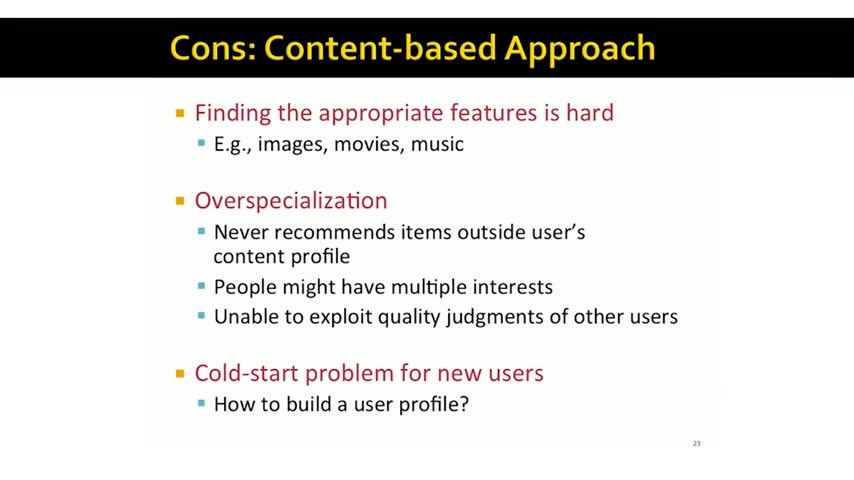 Cons: Content-based Approach
Finding the appropriate features is hard
E.g., images, movies, music
Overspecialization
Never recommends items outside user's
content profile
People might have multiple interests
Unable to exploit quality judgments of other users
Cold-start problem for new users
How to build a user profile?
23